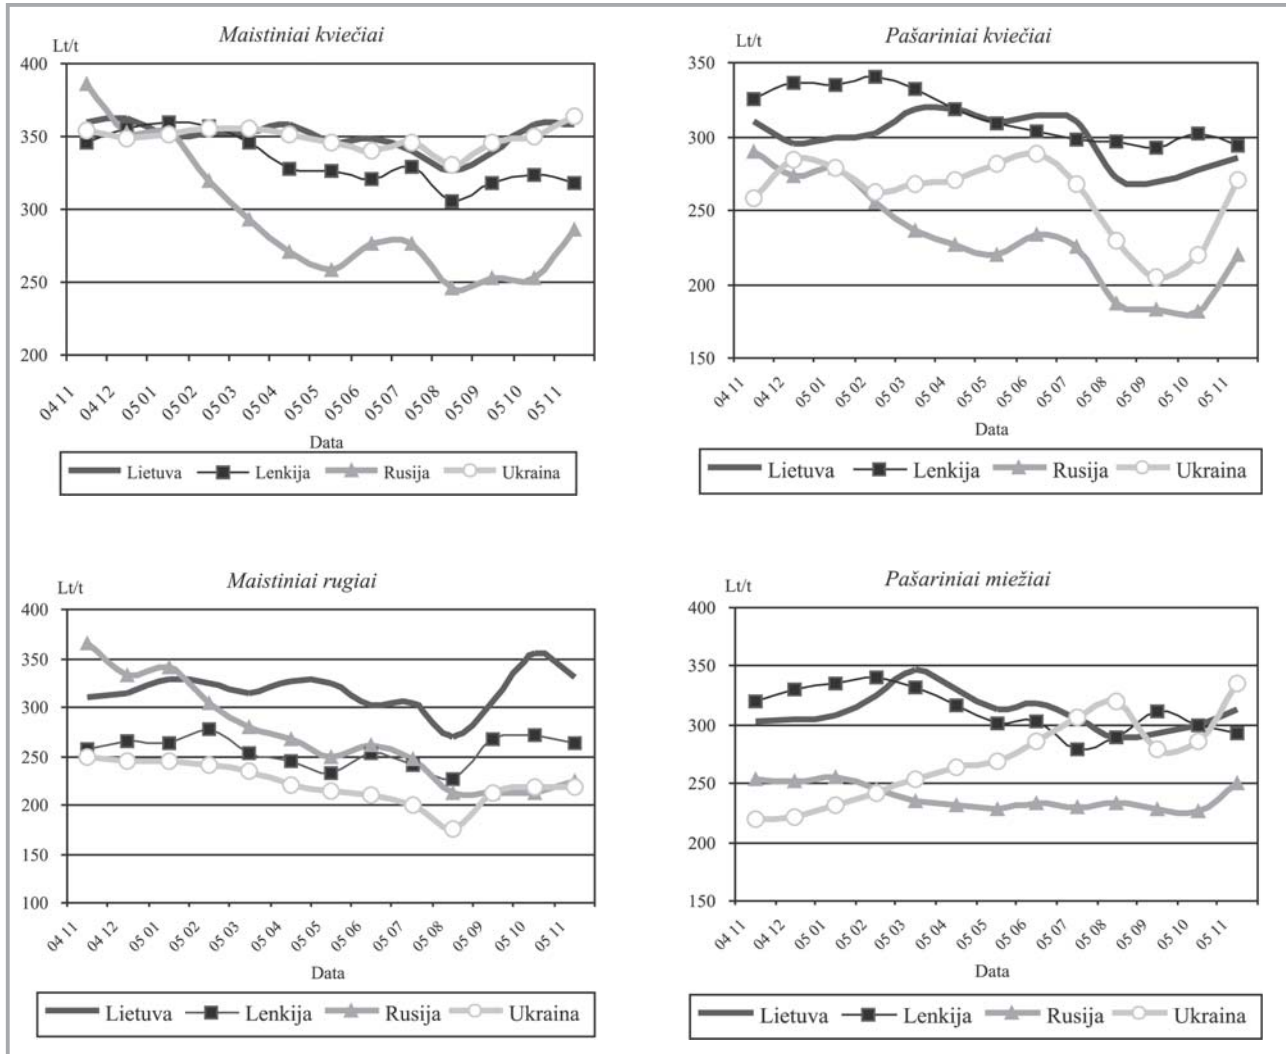 Maistiniai kviečiai
Lt/t
400
350
300
250
200
04 11 04 12 05 01 05 02 05 03 05 04 05 05 05 06 05 07 05 08 05 09 05 10 05 11
Data
Lietuva Lenkija Rusija Ukraina
Pašariniai kviečiai
Lt/t
350
300
250
200
150
04 11 04 12 05 01 05 02 05 03 05 04 05 05 05 06 05 07 05 08 05 09 05 10 05 11
Data
Lietuva Lenkija Rusija Ukraina
Maistiniai rugiai
Lt/t
400
350
300
250
200
150
100
04 11 04 12 05 01 05 02 05 03 05 04 05 05 05 06 05 07 05 08 05 09 05 10 05 11
Data
Lietuva Lenkija Rusija Ukraina
Pašariniai miežiai
Lt/t
400
350
300
250
200
150
04 11 04 12 05 01 05 02 05 03 05 04 05 05 05 06 05 07 05 08 05 09 05 10 05 11
Data
Lietuva Lenkija Rusija Ukraina